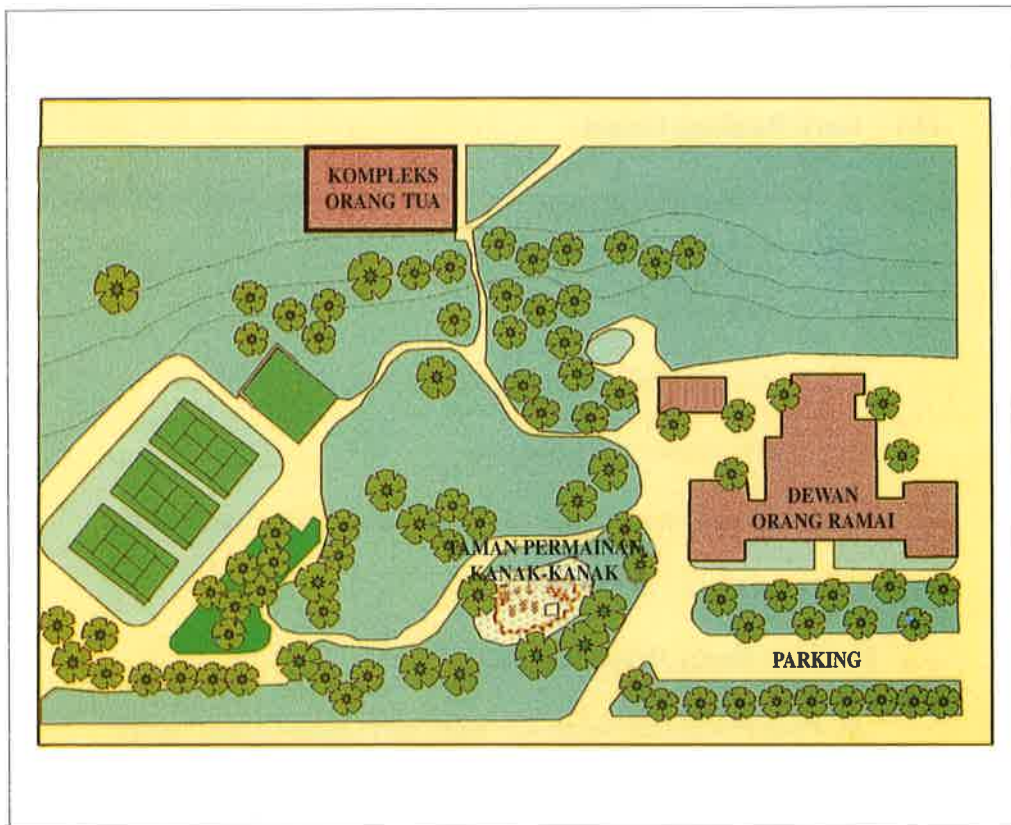 KOMPLEKS
ORANG TUA
DEWAN
ORANG RAMAI
TAMAN PERMAINAN
KANAK-KANAK
PARKING